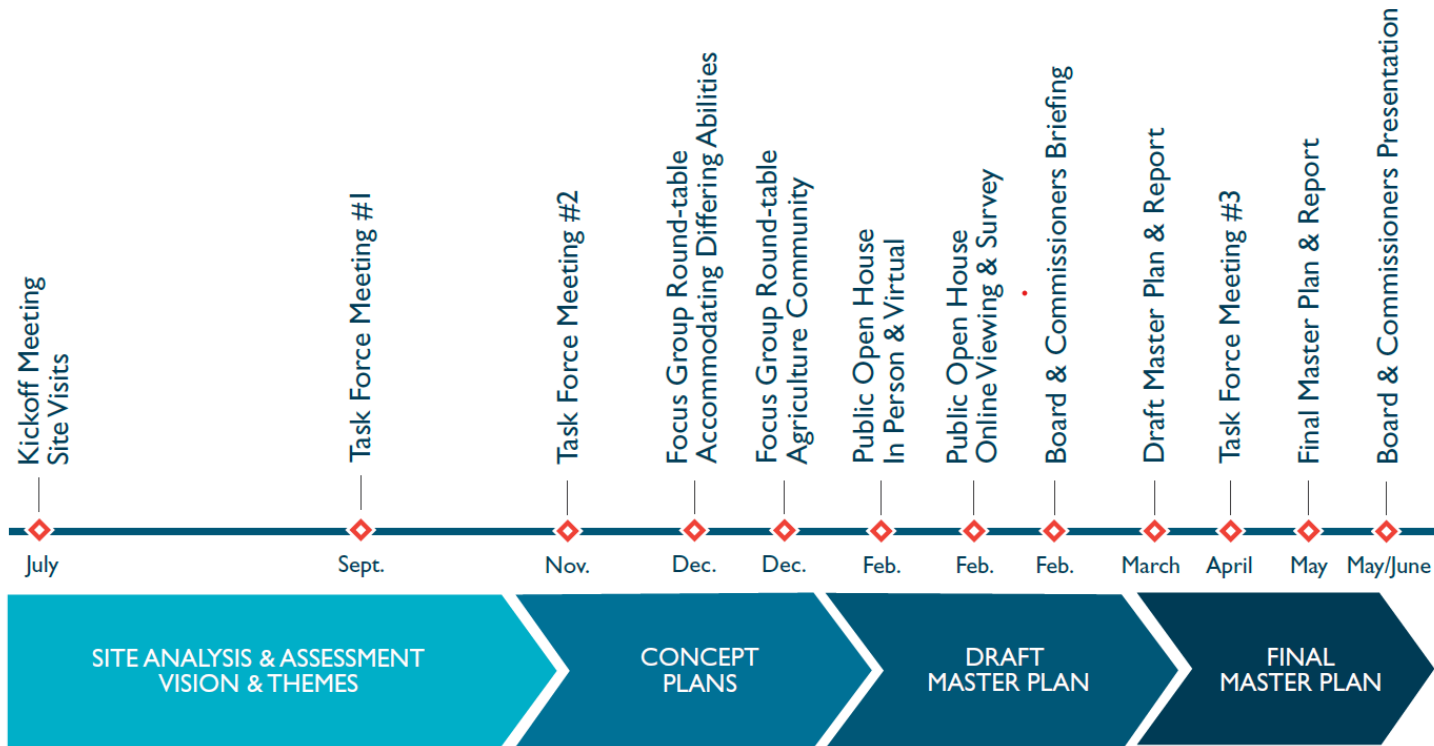 Kickoff Meeting
Site Visits
Task Force Meeting #1
Task Force Meeting #2
Focus Group Round-table
Accommodating Differing Abilities
Focus Group Round-table
Agriculture Community
Public Open House
In Person & Virtual
Public Open House
Online Viewing & Survey
Board & Commissioners Briefing
Draft Master Plan & Report
Task Force Meeting #3
Final Master Plan & Report
Board & Commissioners Presentation
July
Sept.
Nov.
Dec.
Dec.
Feb.
Feb.
Feb.
March
April
May
May/June
SITE ANALYSIS & ASSESSMENT
VISION & THEMES
CONCEPT
PLANS
DRAFT
MASTER PLAN
FINAL
MASTER PLAN